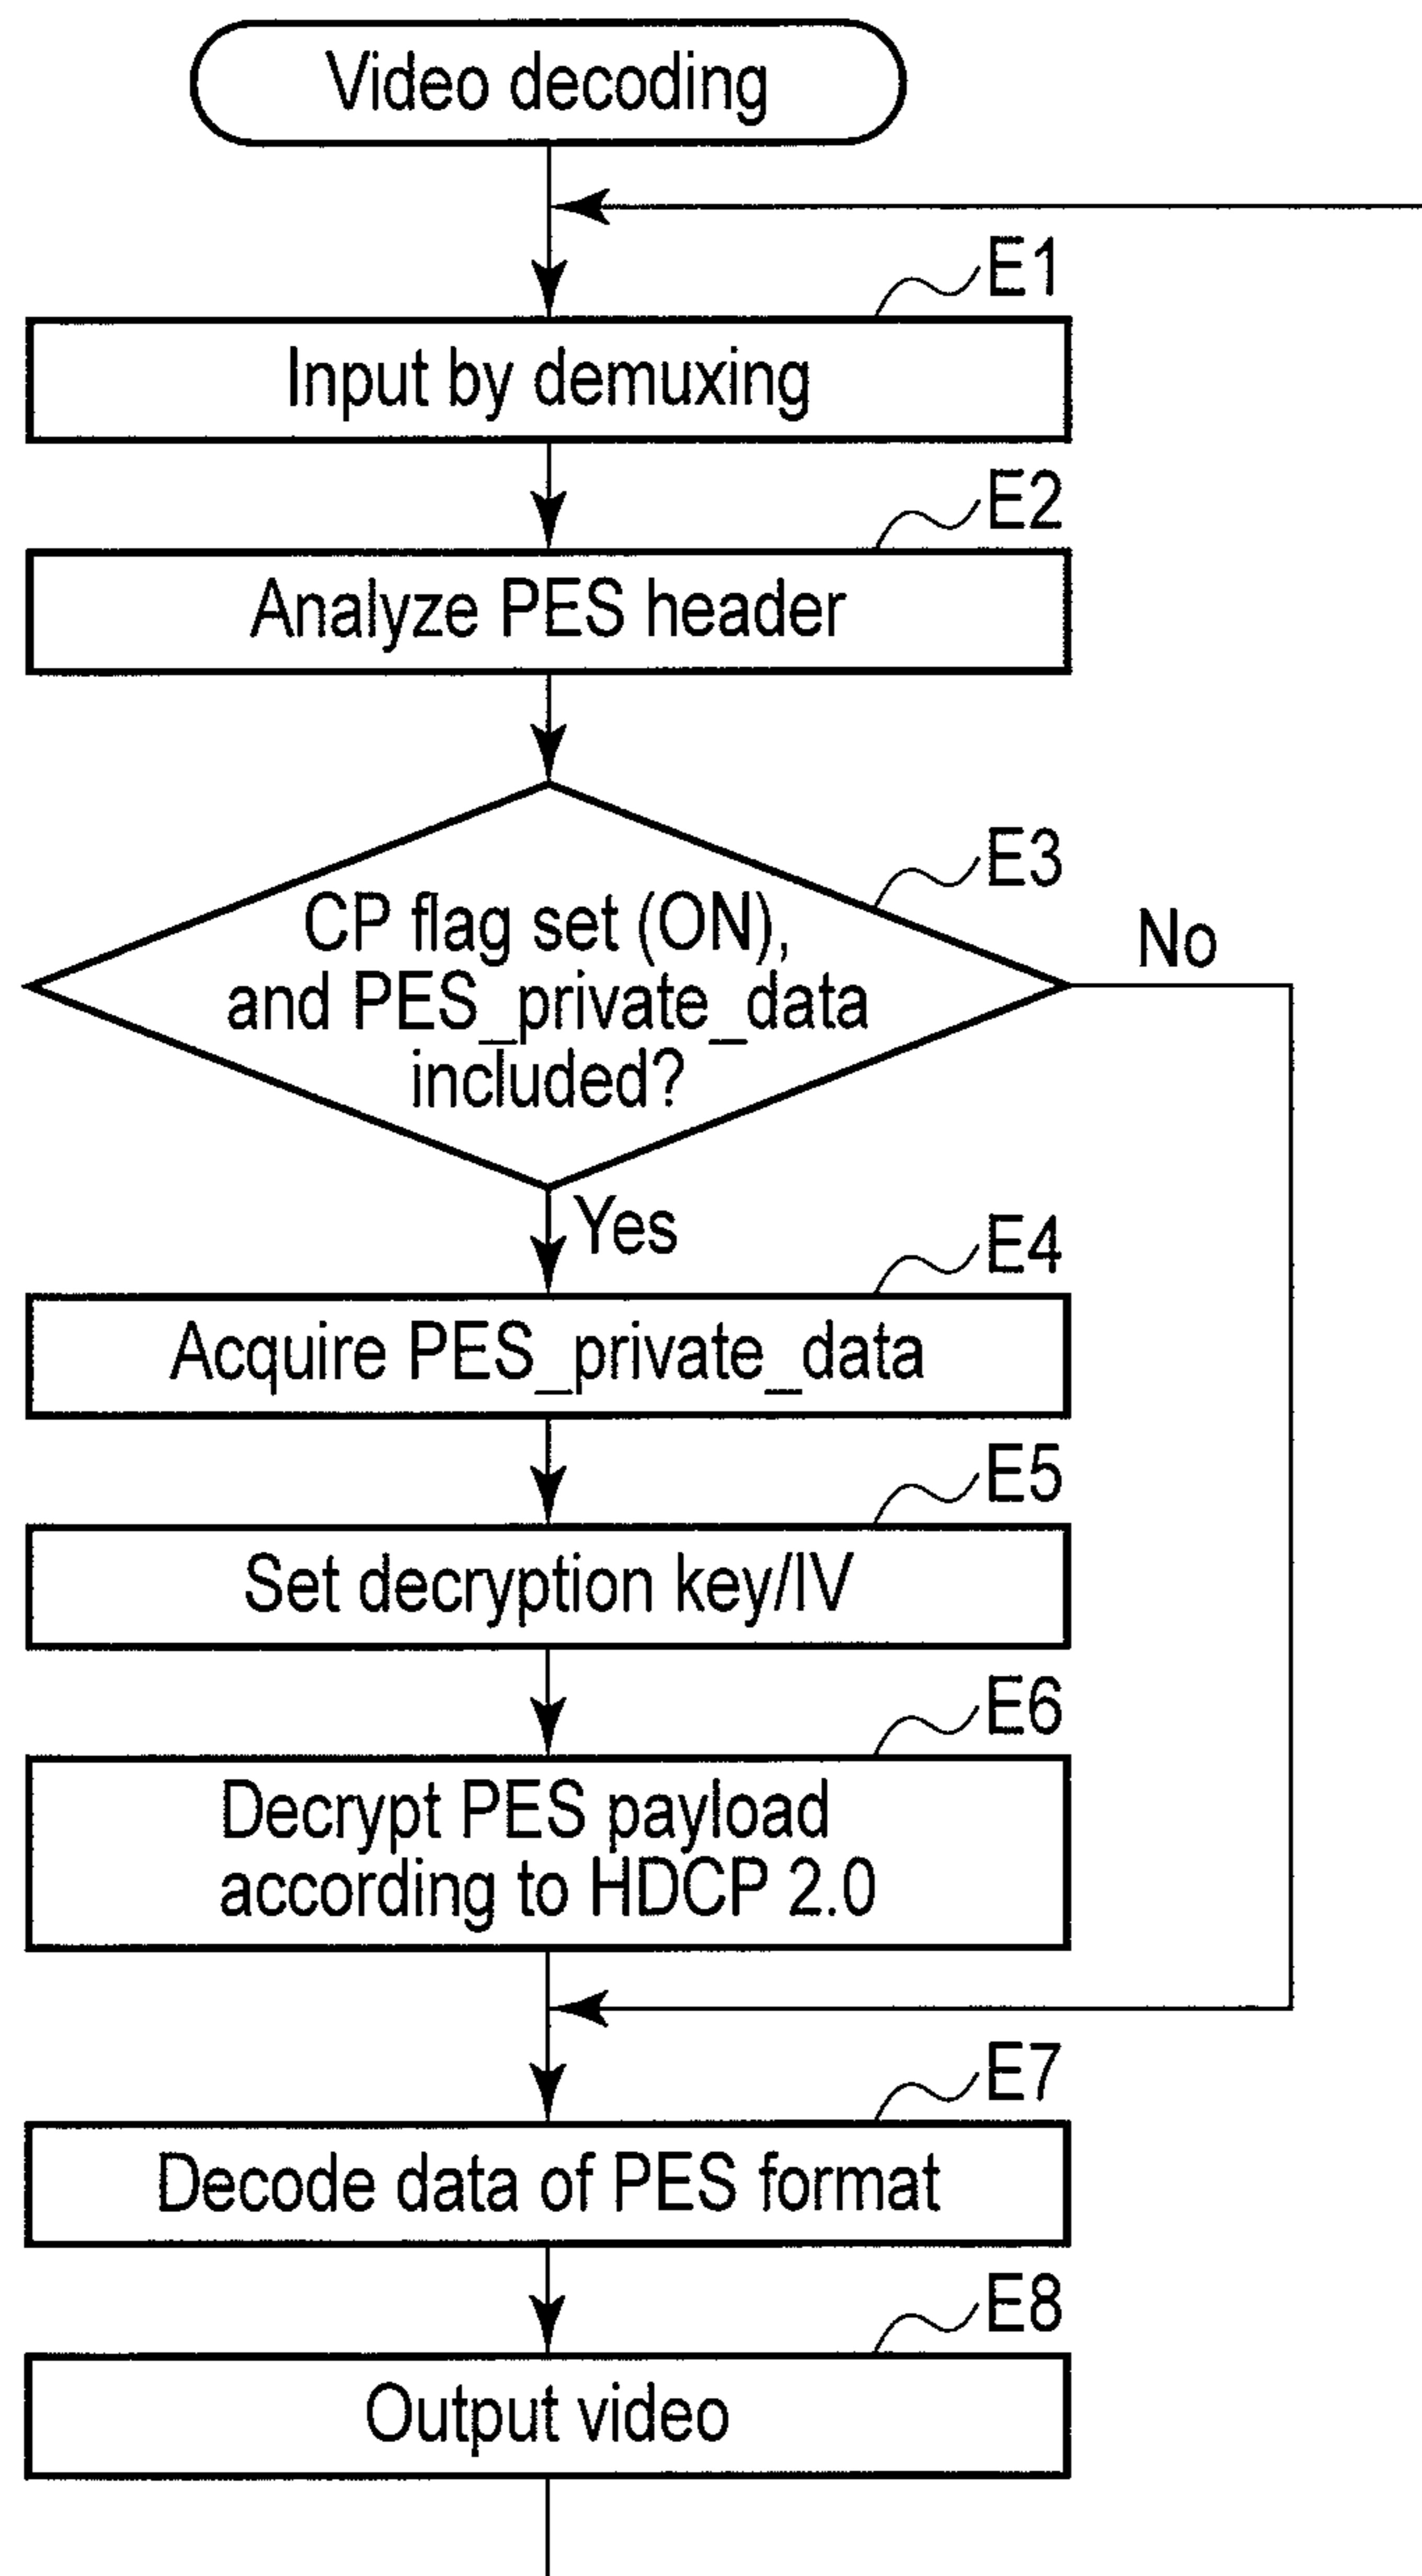 Video decoding
E1
Input by demuxing
E2
Analyze PES header
E3
CP flag set (ON),
and PES_private_data
included?
No
Yes
E4
Acquire PES_private_data
E5
Set decryption key/IV
E6
Decrypt PES payload
according to HDCP 2.0
E7
Decode data of PES format
E8
Output video